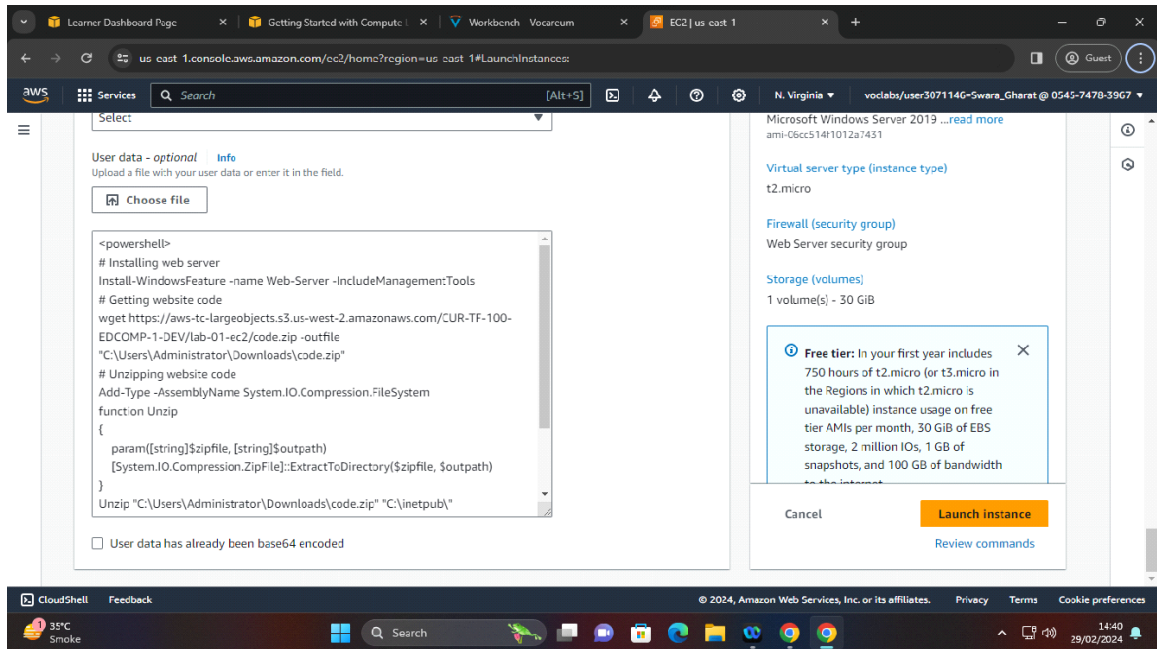 Learner Dashboard Page
Getting Started with Compute
Workbench - Vocareum
EC2 | us-east-1
us-east-1.console.aws.amazon.com/ec2/home?region=us-east-1#LaunchInstances:
Guest
aws
Services
Search
[Alt+S]
N. Virginia
voclabs/user3071146=Swara_Gharat @ 0545-7478-3967
Select
User data - optional
Info
Upload a file with your user data or enter it in the field.
Choose file
<powershell>
# Installing web server
Install-WindowsFeature -name Web-Server -IncludeManagementTools
# Getting website code
wget https://aws-tc-largeobjects.s3.us-west-2.amazonaws.com/CUR-TF-100-
EDCOMP-1-DEV/lab-01-ec2/code.zip -outfile
"C:\Users\Administrator\Downloads\code.zip"
# Unzipping website code
Add-Type -AssemblyName System.IO.Compression.FileSystem
function Unzip
{
param([string]$zipfile, [string]$outpath)
[System.IO.Compression.ZipFile]::ExtractToDirectory($zipfile, $outpath)
}
Unzip "C:\Users\Administrator\Downloads\code.zip" "C:\inetpub\"
User data has already been base64 encoded
Microsoft Windows Server 2019 ...read more
ami-06cc514f1012a7431
Virtual server type (instance type)
t2.micro
Firewall (security group)
Web Server security group
Storage (volumes)
1 volume(s) - 30 GiB
Free tier: In your first year includes
750 hours of t2.micro (or t3.micro in
the Regions in which t2.micro is
unavailable) instance usage on free
tier AMIs per month, 30 GiB of EBS
storage, 2 million IOs, 1 GB of
snapshots, and 100 GB of bandwidth
to the internet
Cancel
Launch instance
Review commands
CloudShell
Feedback
© 2024, Amazon Web Services, Inc. or its affiliates.
Privacy
Terms
Cookie preferences
1
35°C
Smoke
Search
14:40
29/02/2024